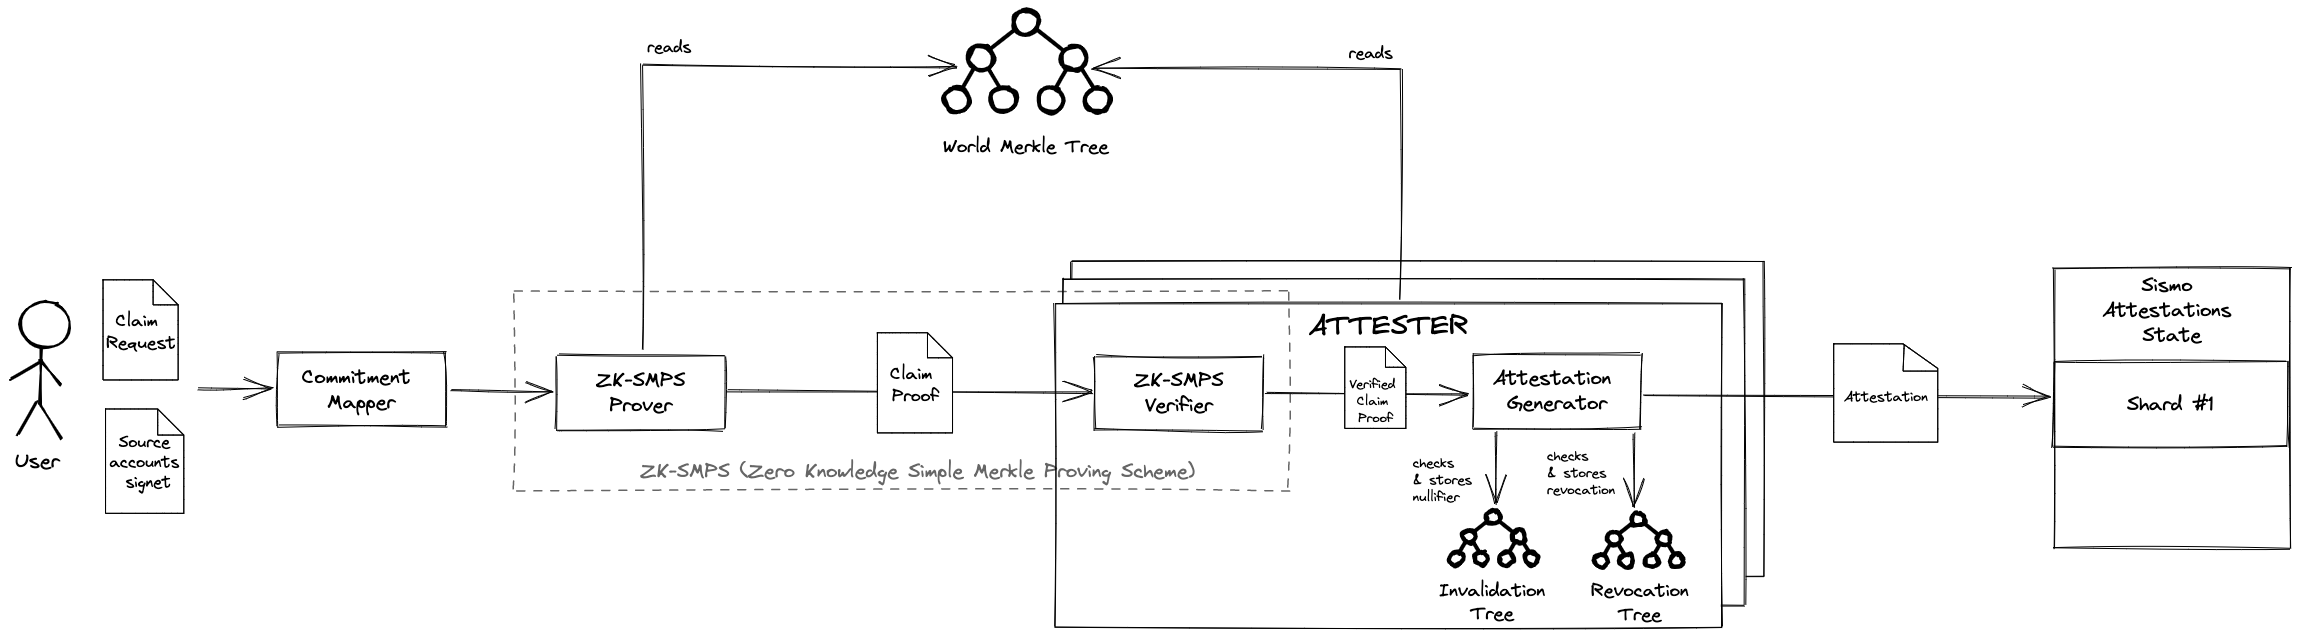 reads
reads
World Merkle Tree
Claim
Request
Source
accounts
signet
User
Commitment
Mapper
ZK-SMPS
Prover
Claim
Proof
ZK-SMPS (Zero Knowledge Simple Merkle Proving Scheme)
ATTESTER
ZK-SMPS
Verifier
Verified
Claim
Proof
Attestation
Generator
checks
& stores
nullifier
checks
& stores
revocation
Invalidation
Tree
Revocation
Tree
Attestation
Sismo
Attestations
State
Shard #1